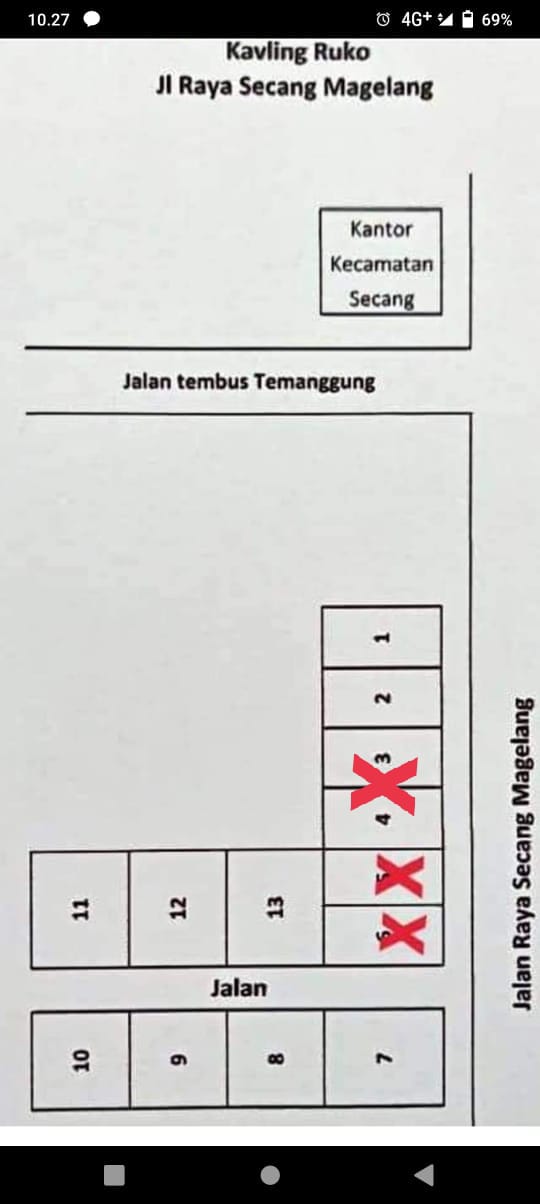 10.27
4G+
69%
Kavling Ruko
Jl Raya Secang Magelang
Kantor
Kecamatan
Secang
Jalan tembus Temanggung
1
2
3
4
5
11
12
13
Jalan
10
9
8
7
Jalan Raya Secang Magelang